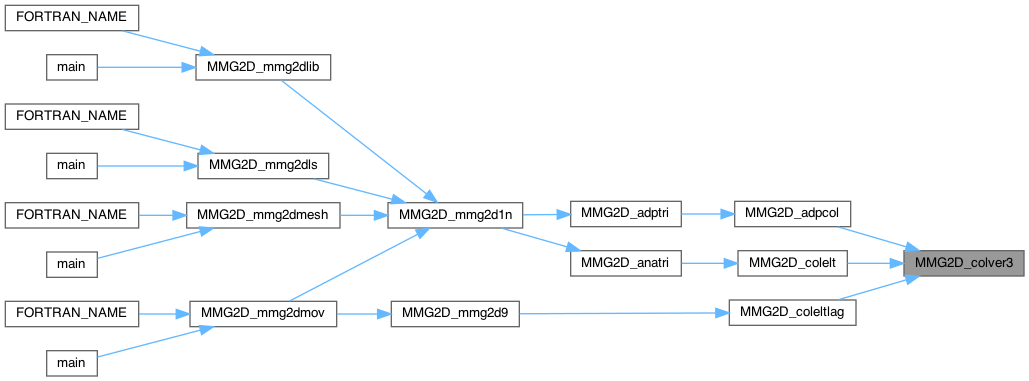 FORTRAN_NAME
main
MMG2D_mmg2dlib
FORTRAN_NAME
main
MMG2D_mmg2dls
FORTRAN_NAME
MMG2D_mmg2dmesh
MMG2D_mmg2d1n
MMG2D_adptri
MMG2D_adpcol
main
MMG2D_anatri
MMG2D_colelt
MMG2D_colver3
FORTRAN_NAME
MMG2D_mmg2dmov
MMG2D_mmg2d9
MMG2D_coleltlag
main